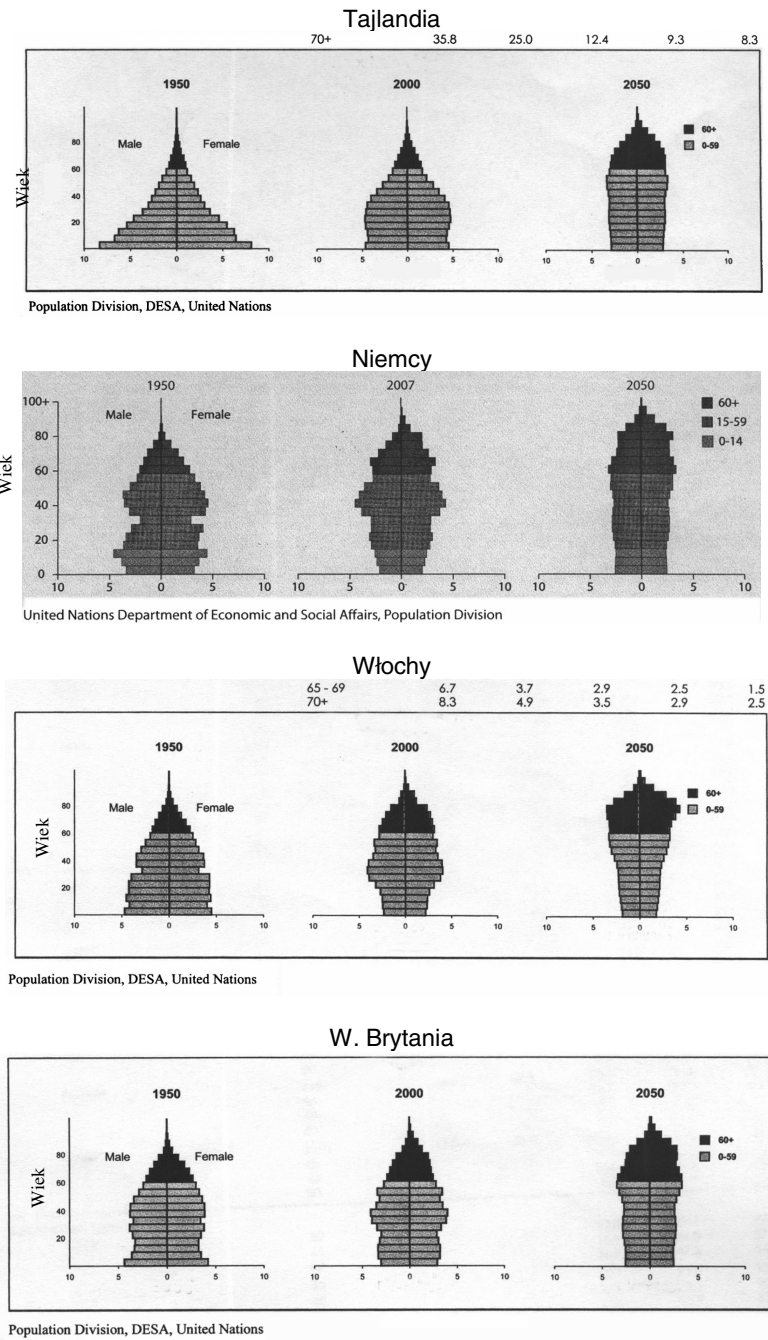 Tajlandia
70+ 35.8 25.0 12.4 9.3 8.3
1950 2000 2050
60+
0-59
Male Female
80
60
40
20
Wiek
10 5 0 5 10 10 5 0 5 10 10 5 0 5 10
Population Division, DESA, United Nations
Niemcy
1950 2007 2050
100+
60+
Male Female
15-59
0-14
80
60
40
20
0
Wiek
10 5 0 5 10 10 5 0 5 10 10 5 0 5 10
United Nations Department of Economic and Social Affairs, Population Division
Włochy
65 - 69 6.7 3.7 2.9 2.5 1.5
70+ 8.3 4.9 3.5 2.9 2.5
1950 2000 2050
60+
Male Female
0-59
80
60
40
20
Wiek
10 5 0 5 10 10 5 0 5 10 10 5 0 5 10
Population Division, DESA, United Nations
W. Brytania
1950 2000 2050
60+
Male Female
0-59
80
60
40
20
Wiek
10 5 0 5 10 10 5 0 5 10 10 5 0 5 10
Population Division, DESA, United Nations